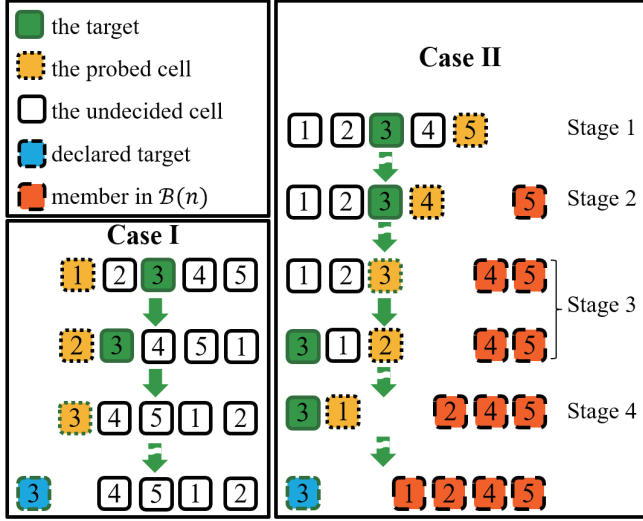 the target
the probed cell
the undecided cell
declared target
member in ℬ(n)
Case I
1 2 3 4 5
2 3 4 5 1
3 4 5 1 2
3 4 5 1 2
Case II
1 2 3 4 5 Stage 1
1 2 3 4 5 Stage 2
1 2 3 4 5
Stage 3
3 1 2 4 5
3 1 2 4 5 Stage 4
3 1 2 4 5